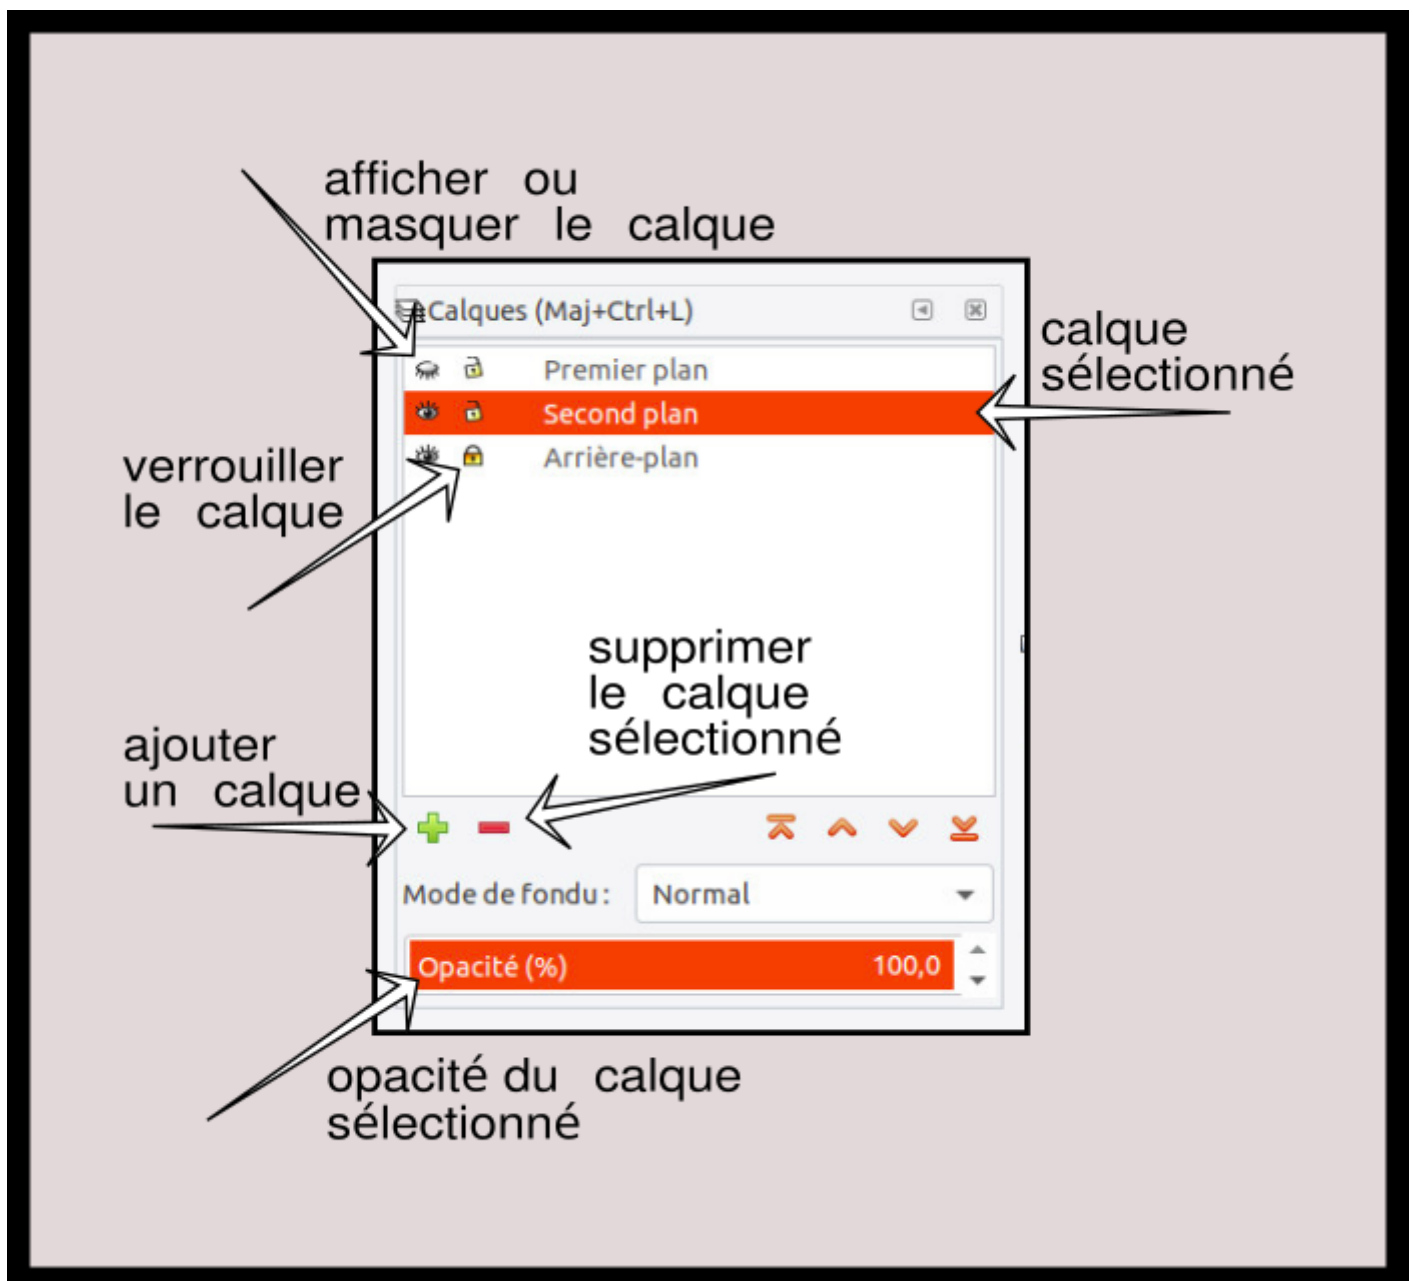 afficher ou
masquer le calque
Calques (Maj+Ctrl+L)
calque
sélectionné
Premier plan
Second plan
Arrière-plan
verrouiller
le calque
supprimer
le calque
sélectionné
ajouter
un calque
Mode de fondu : Normal
Opacité (%) 100,0
opacité du calque
sélectionné